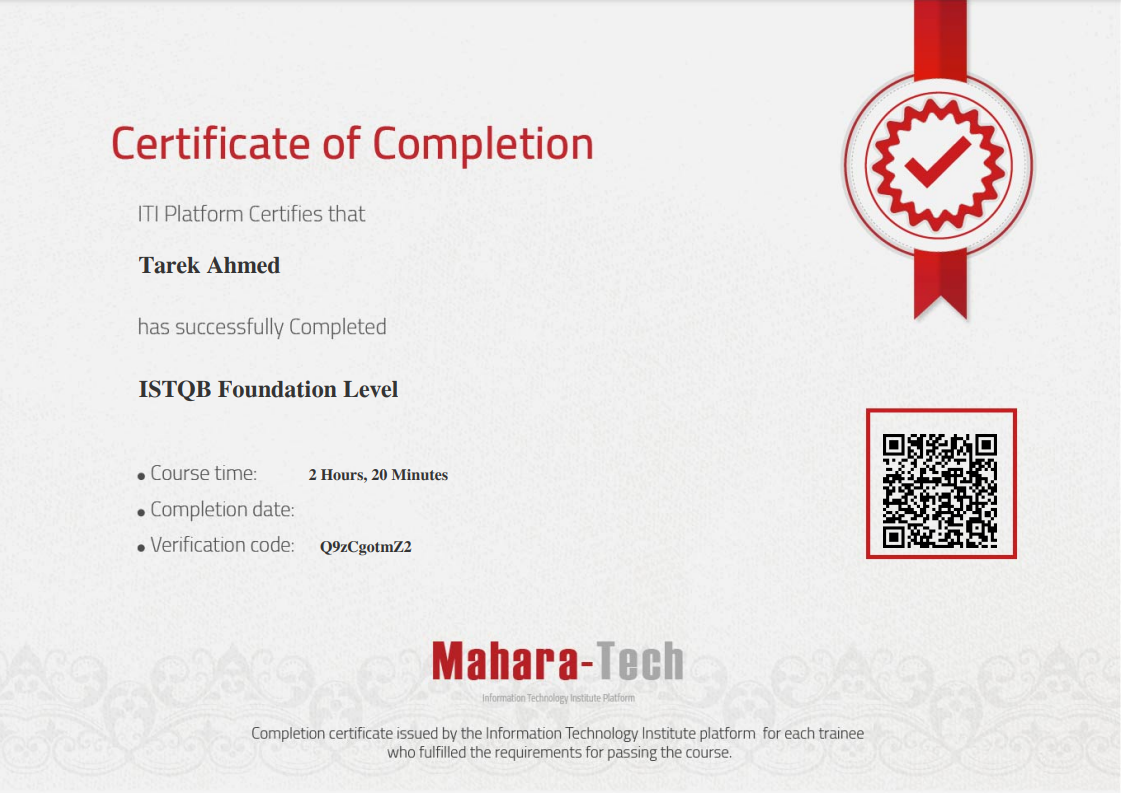 Certificate of Completion
ITI Platform Certifies that
Tarek Ahmed
has successfully Completed
ISTQB Foundation Level
• Course time: 2 Hours, 20 Minutes
• Completion date:
• Verification code: Q9zCgotmZ2
Mahara-Tech
Information Technology Institute Platform
Completion certificate issued by the Information Technology Institute platform for each trainee
who fulfilled the requirements for passing the course.